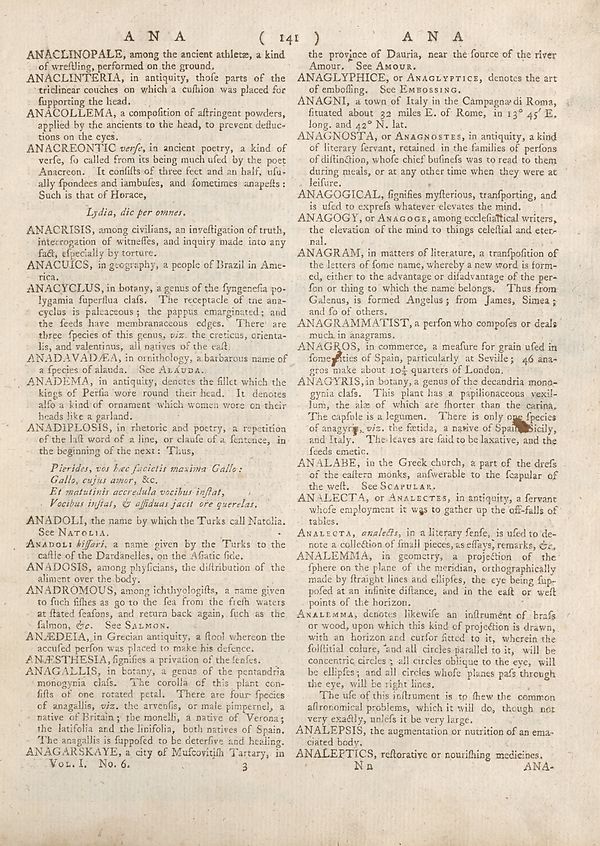 A N A ( 141 ) A N A
ANACLINOPALE, among the ancient athletæ, a kind
of wreſtling, performed on the ground.
ANACLINTERIA, in antiquity, thoſe parts of the
triclinear couches on which a cuſhion was placed for
ſupporting the head.
ANACOLLEMA, a compoſition of aſtringent powders,
applied by the ancients to the head, to prevent defluc-
tions on the eyes.
ANACREONTIC verſe, in ancient poetry, a kind of
verſe, ſo called from its being much uſed by the poet
Anacreon. It conſiſts of three feet and an half, uſu-
ally ſpondees and iambuſes, and ſometimes anapeſts :
Such is that of Horace,
Lydia, dic per omnes.
ANACRISIS, among civilians, an inveſtigation of truth,
interrogation of witneſſes, and inquiry made into any
fact, eſpecially by torture.
ANACUICS, in geography, a people of Brazil in Ame-
rica.
ANACYCLUS, in botany, a genus of the ſyngeneſia po-
lygamia ſuperflua claſs. The receptacle of the ana-
cyclus is paleaceous ; the pappus emarginated ; and
the ſeeds have membranaceous edges. There are
three ſpecies of this genus, viz. the creticus, orienta-
lis, and valentinus, all natives of the eaſt.
ANADAVADÆA, in ornithology, a barbarous name of
a ſpecies of alauda. See ALAUDA.
ANADEMA, in antiquity, denotes the fillet which the
kings of Perſia wore round their head. It denotes
alſo a kind of ornament which women wore on their
heads like a garland.
ANADIPLOSIS, in rhetoric and poetry, a repetition
of the laſt word of a line, or clauſe of a ſentence, in
the beginning of the next : Thus,
Pierides, vos hæc facietis maxima Gallo :
Gallo, cujus amor, &c.
Et matutinis accredula vocibus inſtat,
Vocibus inſtat, & aſſiduas jacit ore querelas.
ANADOLI, the name by which the Turks call Natolia.
See NATOLIA.
ANADOLI hiſſari, a name given by the Turks to the
caſtle of the Dardanelles, on the Aſiatic ſide.
ANADOSIS, among phyſicians, the diſtribution of the
aliment over the body.
ANADROMOUS, among ichthyologiſts, a name given
to ſuch fiſhes as go to the ſea from the freſh waters
at ſtated ſeaſons, and return back again, ſuch as the
ſalmon, &c. See SALMON.
ANÆDEIA, in Grecian antiquity, a ſtool whereon the
accuſed perſon was placed to make his defence.
ANÆSTHESIA, ſignifies a privation of the ſenſes.
ANAGALLIS, in botany, a genus of the pentandria
monogynia claſs. The corolla of this plant con-
ſiſts of one rotated petal. There are four ſpecies
of anagallis, viz. the arvenſis, or male pimpernel, a
native of Britain ; the monelli, a native of Verona ;
the latifolia and the linifolia, both natives of Spain.
The anagallis is ſuppoſed to be deterſive and healing.
ANAGARSKAYE, a city of Muſcovitiſh Tartary, in
VOL. I. No. 6. 3
the province of Dauria, near the ſource of the river
Amour. See AMOUR.
ANAGLYPHICE, or ANAGLYPTICE, denotes the art
of emboſſing. See EMBOSSING.
ANAGNI, a town of Italy in the Campagna di Roma,
ſituated about 32 miles E. of Rome, in 13° 45′ E.
long. and 42° N. lat.
ANAGNOSTA, or ANAGNOSTES, in antiquity, a kind
of literary ſervant, retained in the families of perſons
of diſtinction, whoſe chief buſineſs was to read to them
during meals, or at any other time when they were at
leiſure.
ANAGOGICAL, ſignifies myſterious, tranſporting, and
is uſed to expreſs whatever elevates the mind.
ANAGOGY, or ANAGOGE, among eccleſiaſtical writers,
the elevation of the mind to things celeſtial and eter-
nal.
ANAGRAM, in matters of literature, a tranſpoſition of
the letters of ſome name, whereby a new word is form-
ed, either to the advantage or diſadvantage of the per-
ſon or thing to which the name belongs. Thus from
Galenus, is formed Angelus ; from James, Simea ;
and ſo of others.
ANAGRAMMATIST, a perſon who compoſes or deals
much in anagrams.
ANAGROS, in commerce, a meaſure for grain uſed in
ſome cities of Spain, particularly at Seville ; 46 ana-
gros make about 10¼ quarters of London.
ANAGYRIS, in botany, a genus of the decandria mono-
gynia claſs. This plant has a papilionaceous vexil-
lum, the alæ of which are ſhorter than the carina.
The capſule is a legumen. There is only one ſpecies
of anagyris, viz. the fœtida, a native of Spain, Sicily,
and Italy. The leaves are ſaid to be laxative, and the
ſeeds emetic.
ANALABE, in the Greek church, a part of the dreſs
of the eaſtern monks, anſwerable to the ſcapular of
the weſt. See SCAPULAR.
ANALECTA, or ANALECTES, in antiquity, a ſervant
whoſe employment it was to gather up the off-falls of
tables.
ANALECTA, analects, in a literary ſenſe, is uſed to de-
note a collection of ſmall pieces, as eſſays, remarks, &c.
ANALEMMA, in geometry, a projection of the
ſphere on the plane of the meridian, orthographically
made by ſtraight lines and ellipſes, the eye being ſup-
poſed at an infinite diſtance, and in the eaſt or weſt
points of the horizon.
ANALEMMA, denotes likewiſe an inſtrument of braſs
or wood, upon which this kind of projection is drawn,
with an horizon and curſor fitted to it, wherein the
ſolſtitial colure, and all circles parallel to it, will be
concentric circles ; all circles oblique to the eye, will
be ellipſes ; and all circles whoſe planes paſs through
the eye, will be right lines.
The uſe of this inſtrument is to ſhew the common
aſtronomical problems, which it will do, though not
very exactly, unleſs it be very large.
ANALEPSIS, the augmentation or nutrition of an ema-
ciated body.
ANALEPTICS, reſtorative or nouriſhing medicines.
N n ANA-